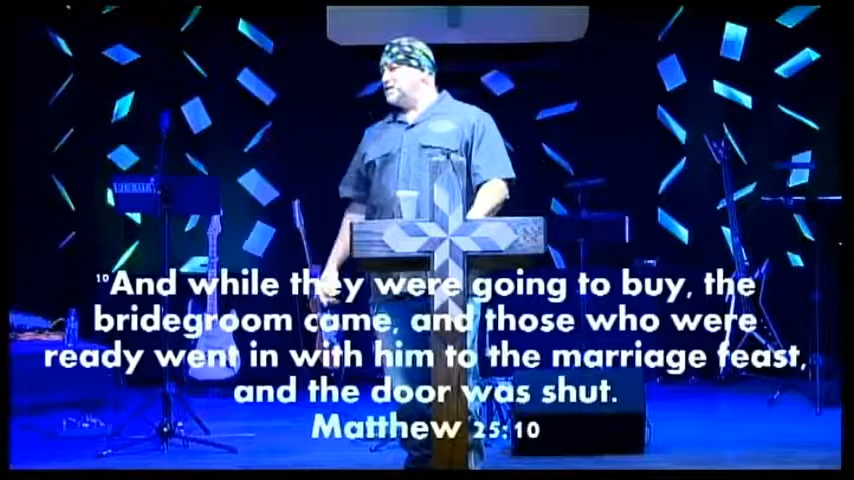 ¹⁰And while they were going to buy, the
bridegroom came, and those who were
ready went in with him to the marriage feast,
and the door was shut.
Matthew 25:10